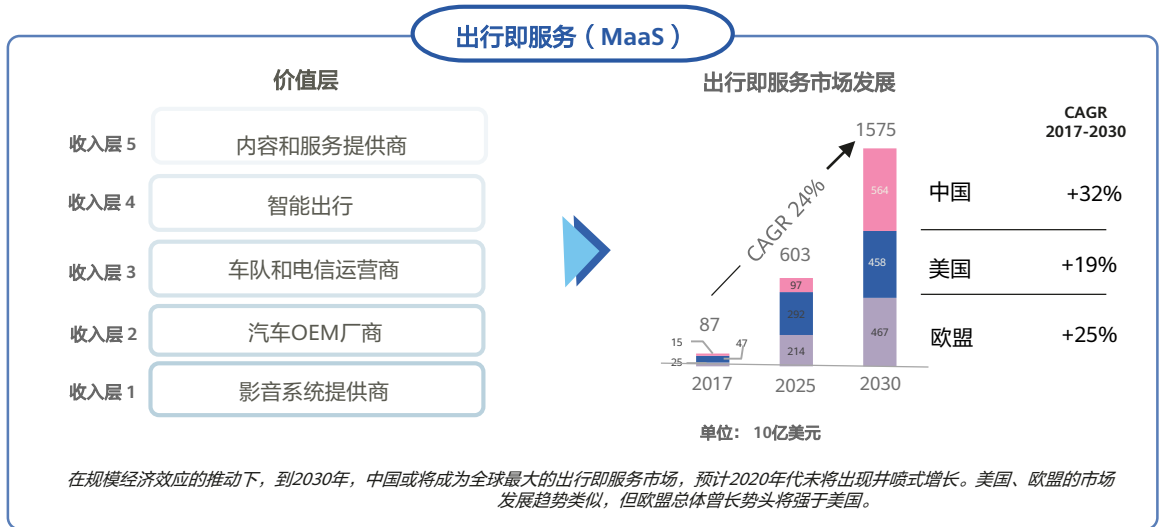 出行即服务（MaaS）
价值层
收入层 5
内容和服务提供商
收入层 4
智能出行
收入层 3
车队和电信运营商
收入层 2
汽车OEM厂商
收入层 1
影音系统提供商
出行即服务市场发展
CAGR
2017-2030
1575
CAGR 24%
564
458
467
603
97
292
214
87
15
47
25
2017
2025
2030
中国
+32%
美国
+19%
欧盟
+25%
单位： 10亿美元
在规模经济效应的推动下，到2030年，中国或将成为全球最大的出行即服务市场，预计2020年代末将出现井喷式增长。美国、欧盟的市场
发展趋势类似，但欧盟总体曾长势头将强于美国。